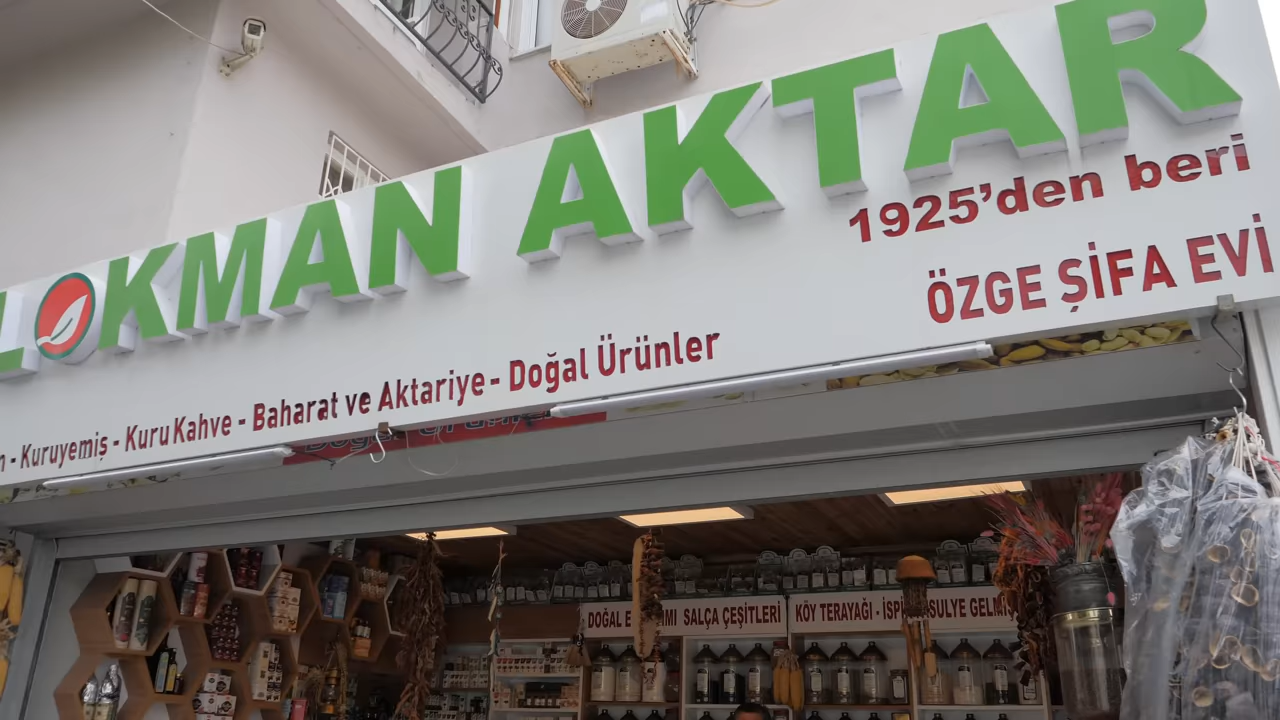 LOKMAN AKTAR
1925'den beri
ÖZGE ŞİFA EVİ
- Kuruyemiş - Kuru Kahve - Baharat ve Aktariye - Doğal Ürünler
DOĞAL SALÇA ÇEŞİTLERİ
KÖY TERAYAĞI -